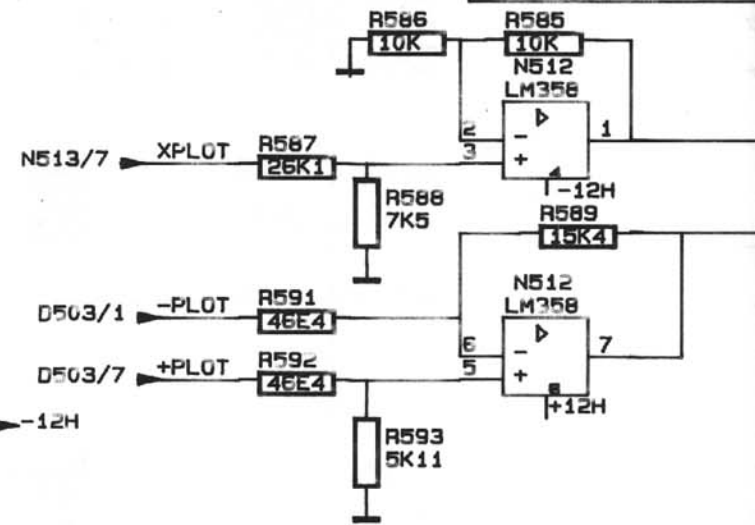 R586
10K
R585
10K
N512
LM358
2
-
3
+
1
4
-12H
N513/7
XPLOT
R587
26K1
R588
7K5
R589
15K4
N512
LM358
D503/1
-PLOT
R591
46E4
6
-
7
D503/7
+PLOT
R592
46E4
5
+
8
+12H
-12H
R593
5K11